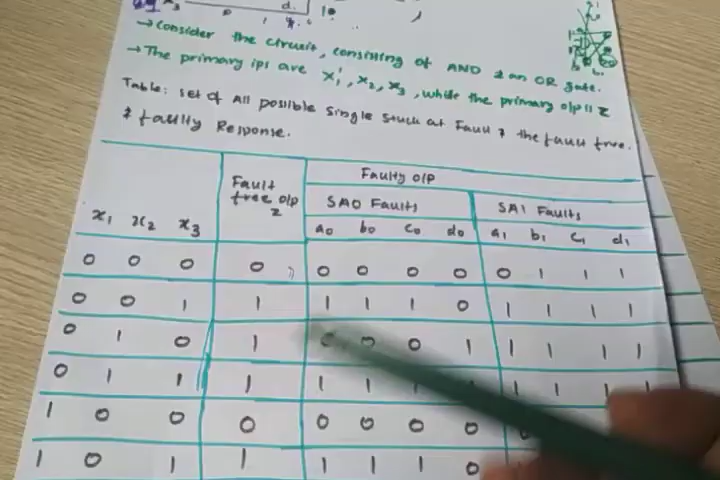 x3
d.
→ Consider the circuit, consisting of AND & an OR gate.
→ The primary ips are x1', x2, x3, while the primary o/p is z
Table: set of All possible single stuck at Fault & the fault free.
& faulty Response.
Faulty O/P
Fault free o/p z
SA0 Faults SA1 Faults
x1 x2 x3 a0 b0 c0 d0 a1 b1 c1 d1
0 0 0 0 0 0 0 0 0 1 1 1
0 0 1 1 1 1 1 0 1 1 1 1
0 1 0 1 0 0 0 1 1 1 1 1
0 1 1 1 1 1
1 0 0 0 0 0 0 0
1 0 1 1 1 1 1 0